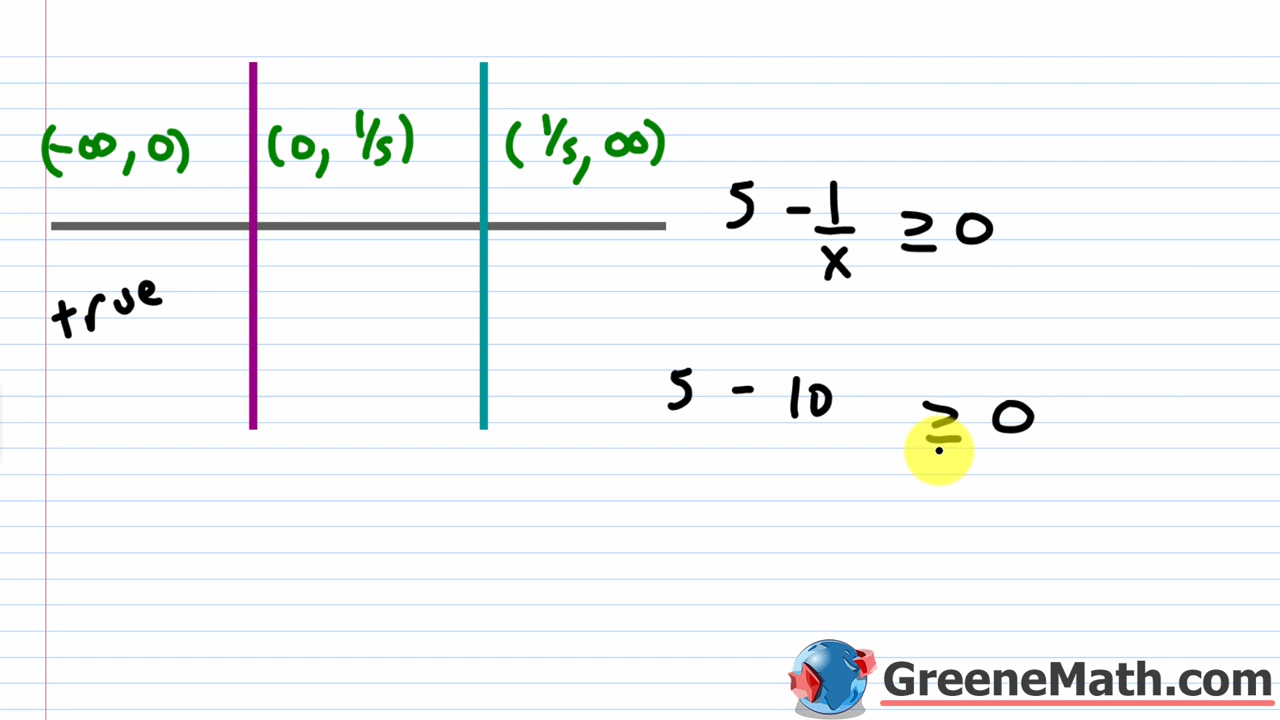 (-∞, 0) (0, 1/5) (1/5, ∞)
5 - 1/x ≥ 0
true
5 - 10 ≥ 0
GreeneMath.com